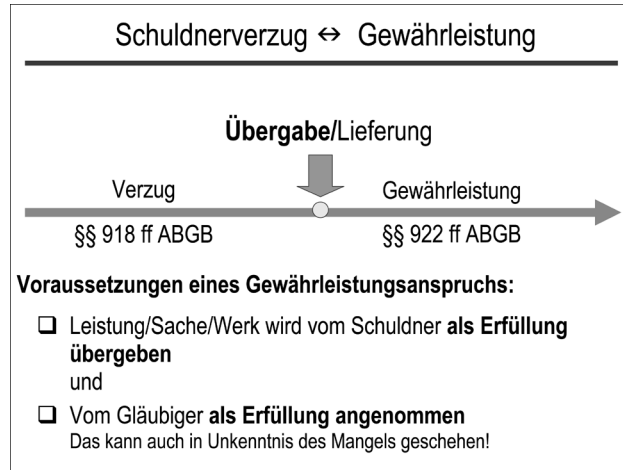 Schuldnerverzug ↔ Gewährleistung
Übergabe/Lieferung
Verzug
Gewährleistung
§§ 918 ff ABGB
§§ 922 ff ABGB
Voraussetzungen eines Gewährleistungsanspruchs:
❑ Leistung/Sache/Werk wird vom Schuldner als Erfüllung
übergeben
und
❑ Vom Gläubiger als Erfüllung angenommen
Das kann auch in Unkenntnis des Mangels geschehen!